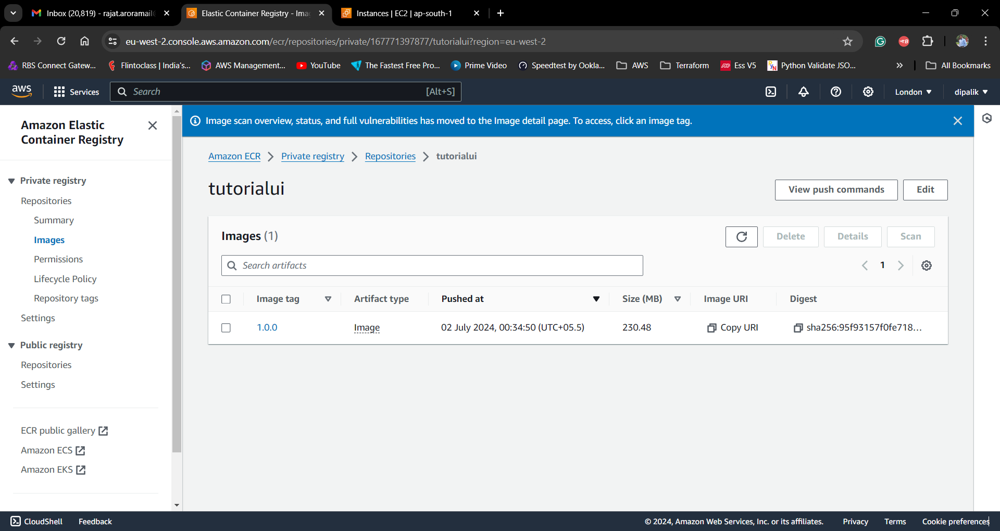 Inbox (20,819) - rajat.aroramail
Elastic Container Registry - Ima
Instances | EC2 | ap-south-1
eu-west-2.console.aws.amazon.com/ecr/repositories/private/167771397877/tutorialui?region=eu-west-2
RBS Connect Gatew...
Flintoclass | India's...
AWS Management...
YouTube
The Fastest Free Pro...
Prime Video
Speedtest by Ookla...
AWS
Terraform
Ess V5
Python Validate JSO...
All Bookmarks
aws
Services
Search
[Alt+S]
London
dipalik
Amazon Elastic
Container Registry
Private registry
Repositories
Summary
Images
Permissions
Lifecycle Policy
Repository tags
Settings
Public registry
Repositories
Settings
ECR public gallery
Amazon ECS
Amazon EKS
Image scan overview, status, and full vulnerabilities has moved to the Image detail page. To access, click an image tag.
Amazon ECR
Private registry
Repositories
tutorialui
tutorialui
View push commands
Edit
Images (1)
Delete
Details
Scan
Search artifacts
1
Image tag
Artifact type
Pushed at
Size (MB)
Image URI
Digest
1.0.0
Image
02 July 2024, 00:34:50 (UTC+05.5)
230.48
Copy URI
sha256:95f93157f0fe718...
CloudShell
Feedback
© 2024, Amazon Web Services, Inc. or its affiliates.
Privacy
Terms
Cookie preferences